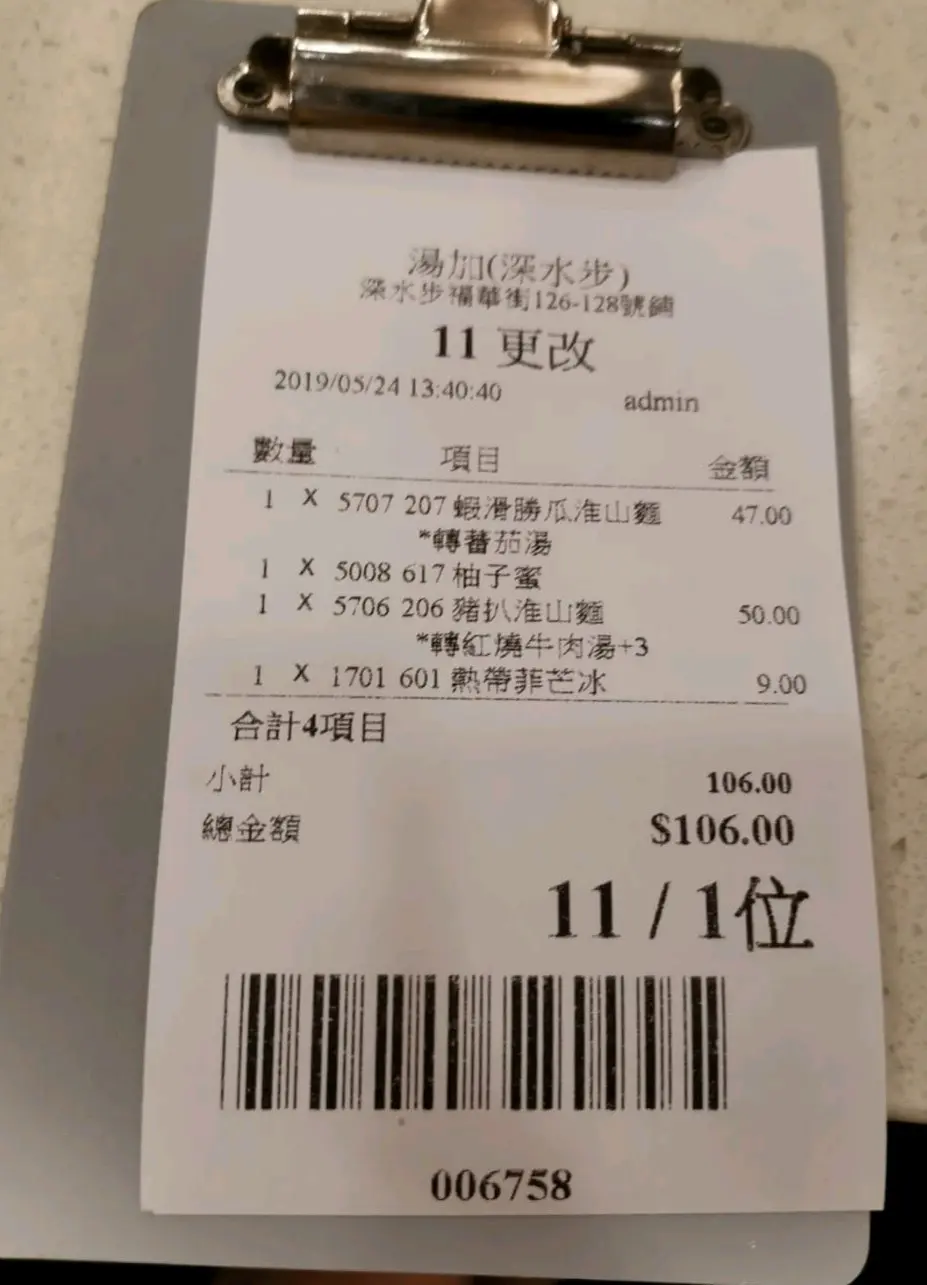 湯加(深水步)
深水步福華街126-128號鋪
11 更改
2019/05/24 13:40:40 admin
數量 項目 金額
1 X 5707 207 蝦滑勝瓜淮山麵 47.00
*轉蕃茄湯
1 X 5008 617 柚子蜜
1 X 5706 206 豬扒淮山麵 50.00
*轉紅燒牛肉湯+3
1 X 1701 601 熱帶菲芒冰 9.00
合計4項目
小計 106.00
總金額 $106.00
11 / 1位
006758